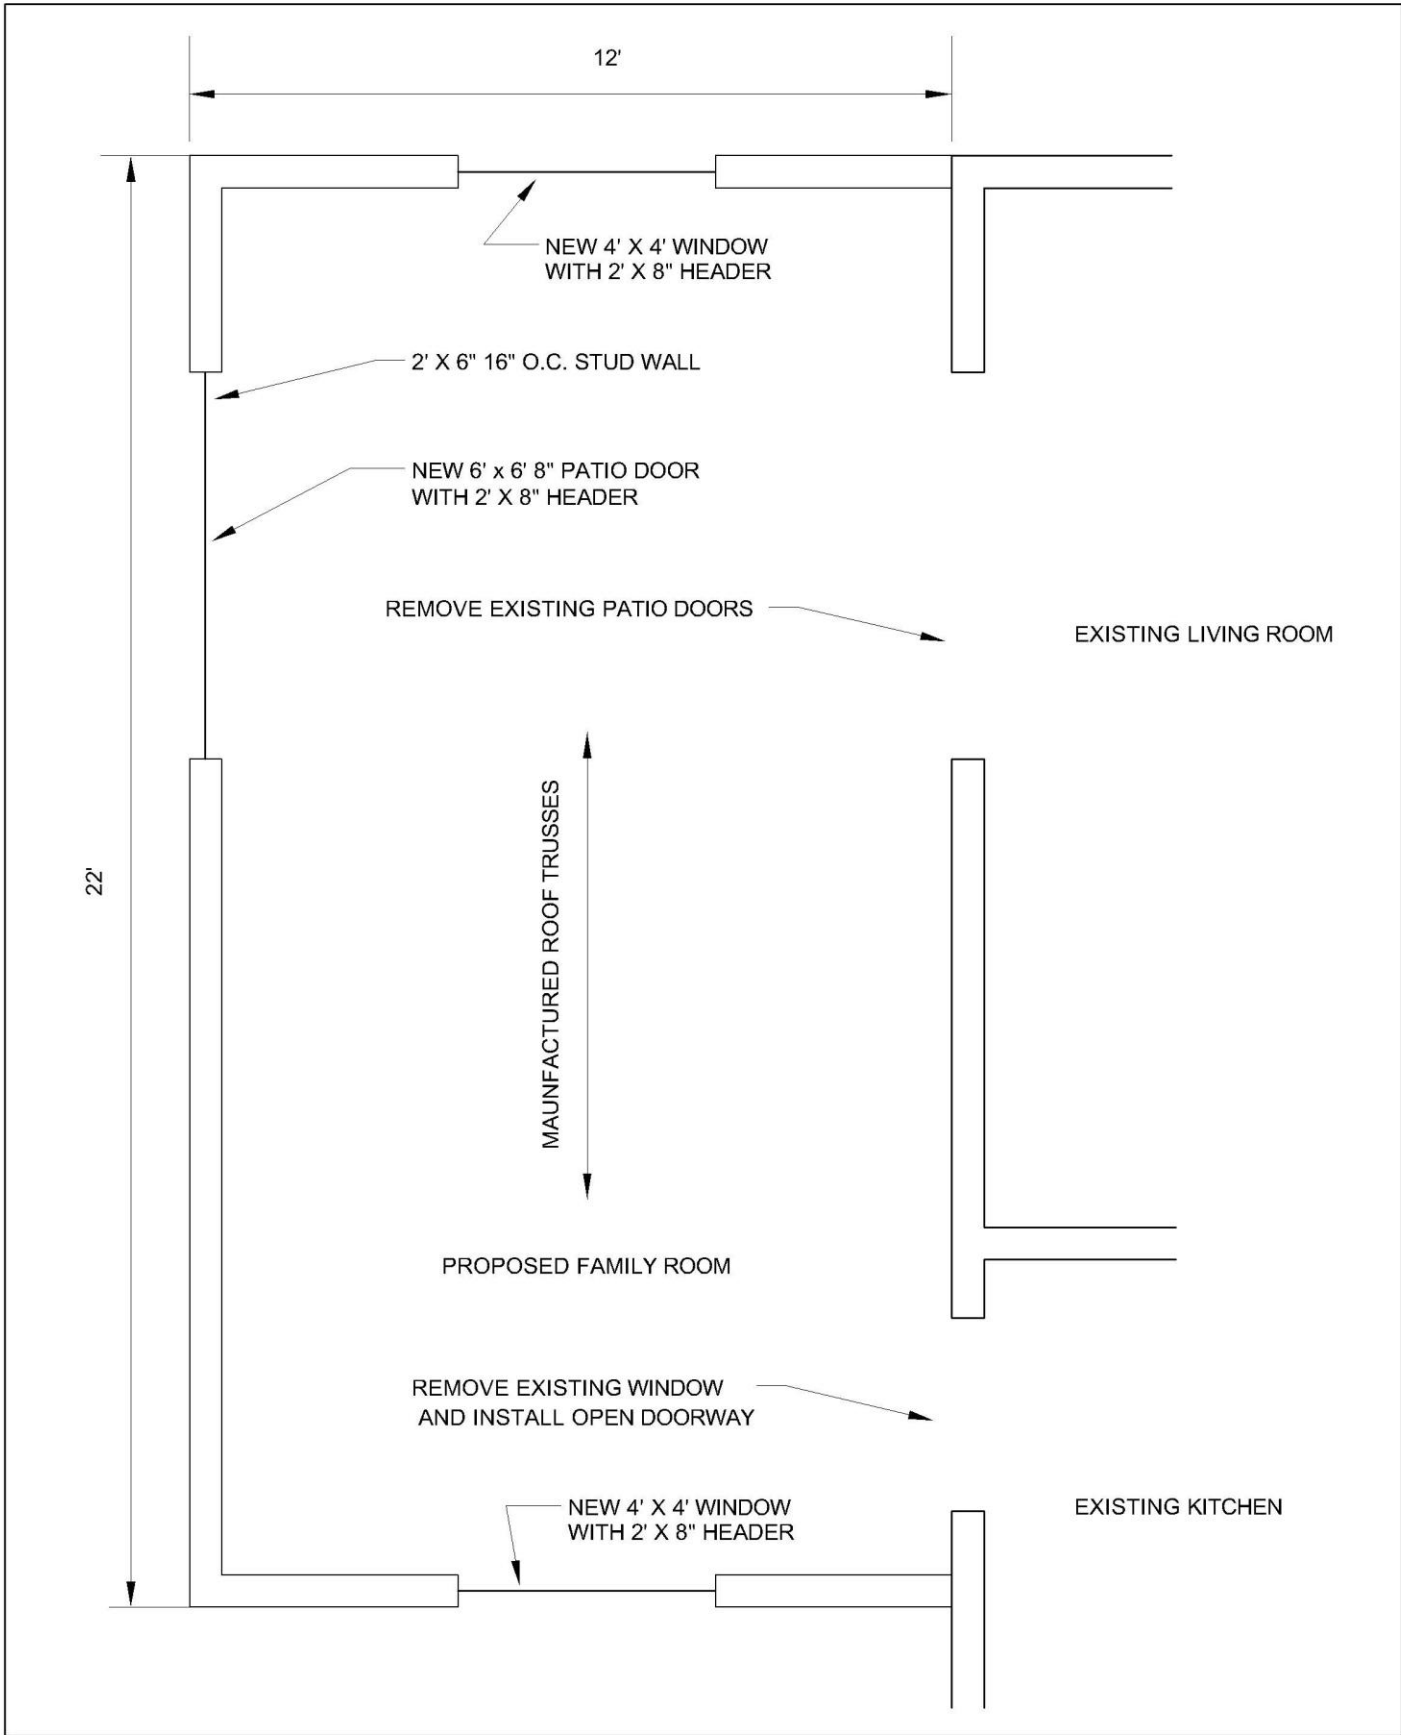 12'
NEW 4' X 4' WINDOW
WITH 2' X 8" HEADER
2' X 6" 16" O.C. STUD WALL
NEW 6' x 6' 8" PATIO DOOR
WITH 2' X 8" HEADER
REMOVE EXISTING PATIO DOORS
EXISTING LIVING ROOM
22'
MAUNFACTURED ROOF TRUSSES
PROPOSED FAMILY ROOM
REMOVE EXISTING WINDOW
AND INSTALL OPEN DOORWAY
NEW 4' X 4' WINDOW
WITH 2' X 8" HEADER
EXISTING KITCHEN